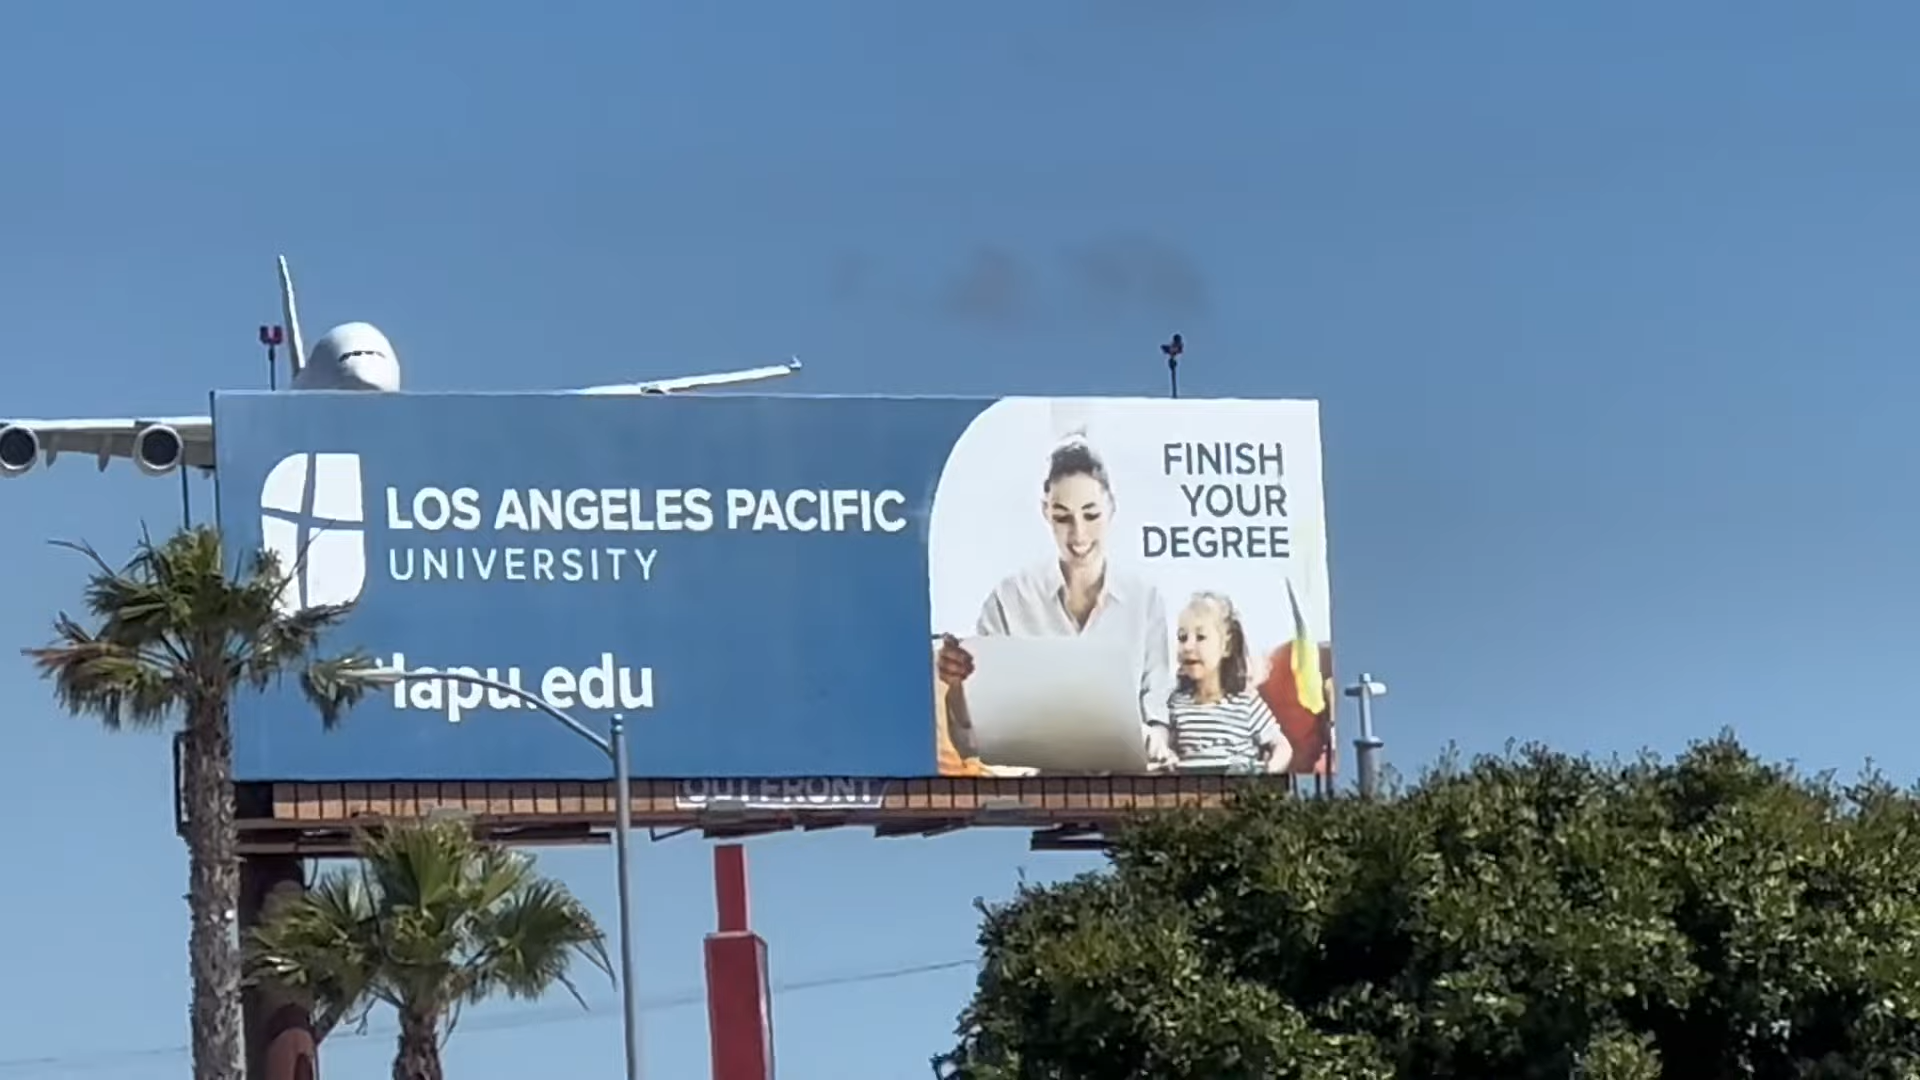 LOS ANGELES PACIFIC
UNIVERSITY
FINISH
YOUR
DEGREE
lapu.edu
OUTFRONT